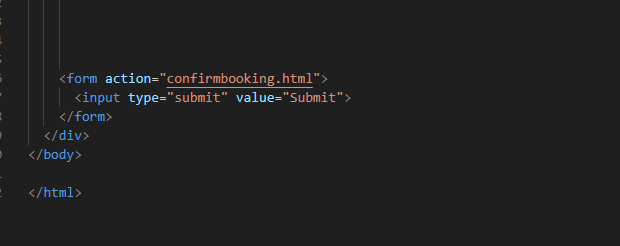 <form action="confirmbooking.html">
<input type="submit" value="Submit">
</form>
</div>
</body>
</html>